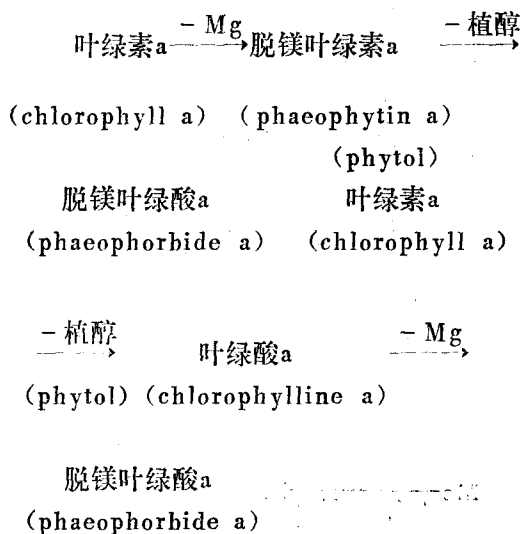 叶绿素a -Mg→ 脱镁叶绿素a -植醇→
(chlorophyll a) (phaeophytin a)
(phytol)
脱镁叶绿酸a 叶绿素a
(phaeophorbide a) (chlorophyll a)
-植醇→ 叶绿酸a -Mg→
(phytol) (chlorophylline a)
脱镁叶绿酸a
(phaeophorbide a)